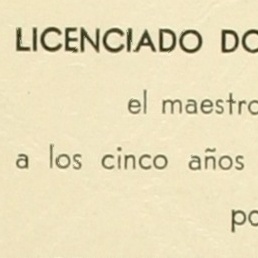 LICENCIADO DO
el maestro
a los cinco años
po